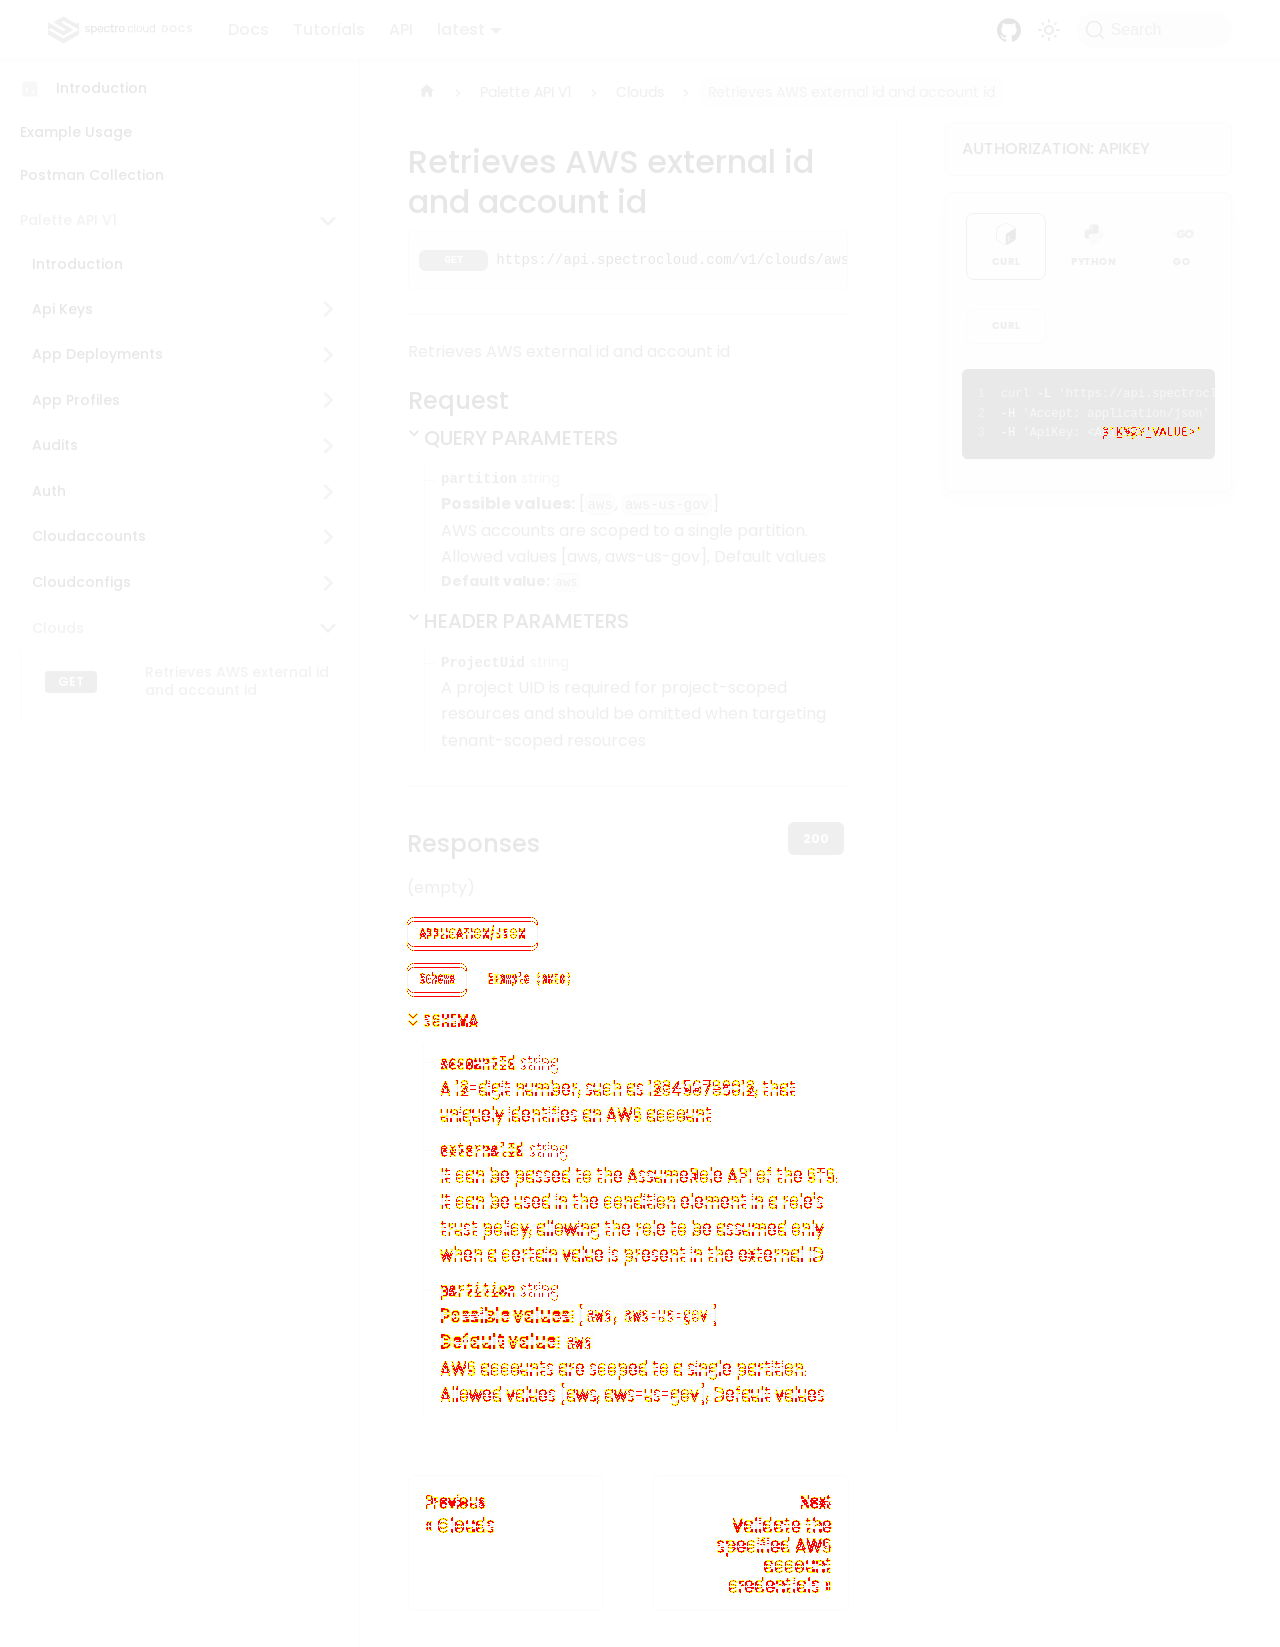 spectro cloud DOCS Docs Tutorials API latest Search
Introduction
Example Usage
Postman Collection
Palette API V1
Introduction
Api Keys
App Deployments
App Profiles
Audits
Auth
Cloudaccounts
Cloudconfigs
Clouds
GET Retrieves AWS external id
and account id
Palette API V1 › Clouds › Retrieves AWS external id and account id
Retrieves AWS external id
and account id
GET https://api.spectrocloud.com/v1/clouds/aws
Retrieves AWS external id and account id
Request
QUERY PARAMETERS
partition string
Possible values: [aws, aws-us-gov]
AWS accounts are scoped to a single partition.
Allowed values [aws, aws-us-gov], Default values
Default value: aws
HEADER PARAMETERS
ProjectUid string
A project UID is required for project-scoped
resources and should be omitted when targeting
tenant-scoped resources
Responses 200
(empty)
APPLICATION/JSON
Schema Example (auto)
SCHEMA
accountId string
A 12-digit number, such as 123456789012, that
uniquely identifies an AWS account
externalId string
It can be passed to the AssumeRole API of the STS.
It can be used in the condition element in a role's
trust policy, allowing the role to be assumed only
when a certain value is present in the external ID
partition string
Possible values: [aws, aws-us-gov]
Default value: aws
AWS accounts are scoped to a single partition.
Allowed values [aws, aws-us-gov], Default values
Previous
« Clouds
Next
Validate the
specified AWS
account
credentials »
AUTHORIZATION: APIKEY
CURL PYTHON GO
GO
CURL
1 curl -L 'https://api.spectrocl
2 -H 'Accept: application/json'
3 -H 'ApiKey: VALUE>'